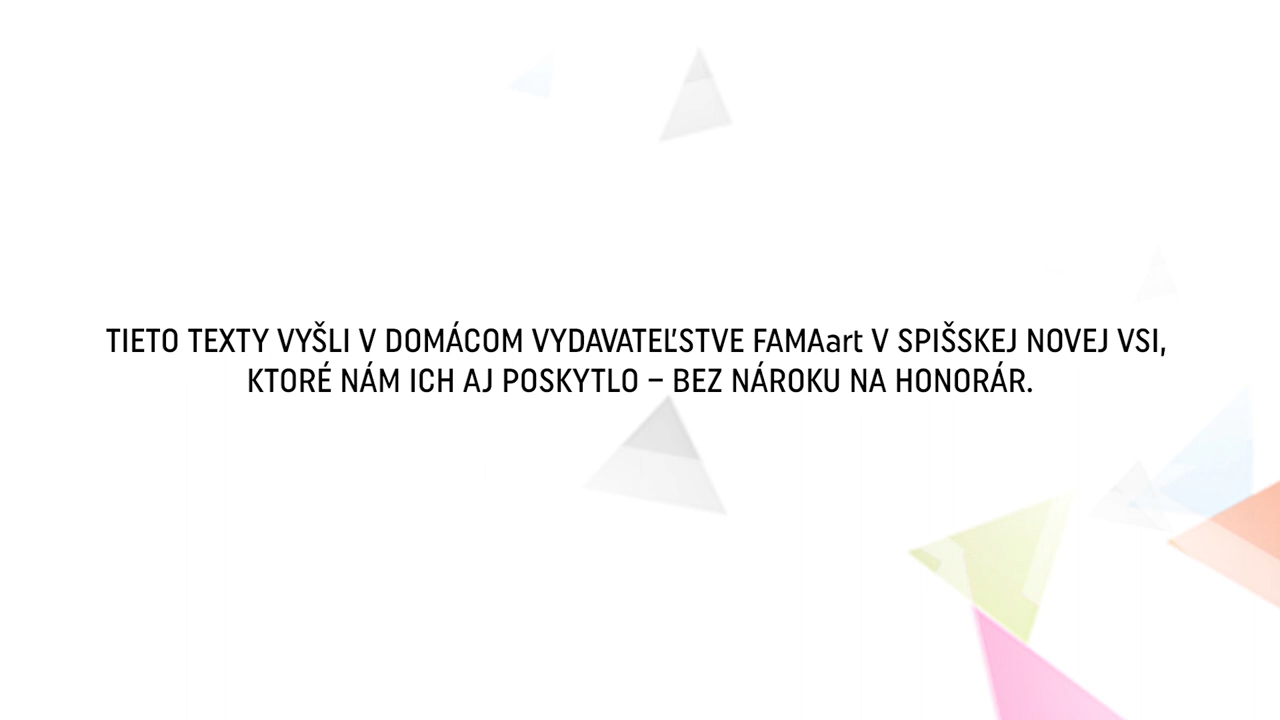 TIETO TEXTY VYŠLI V DOMÁCOM VYDAVATEĽSTVE FAMAart V SPIŠSKEJ NOVEJ VSI,
KTORÉ NÁM ICH AJ POSKYTLO – BEZ NÁROKU NA HONORÁR.